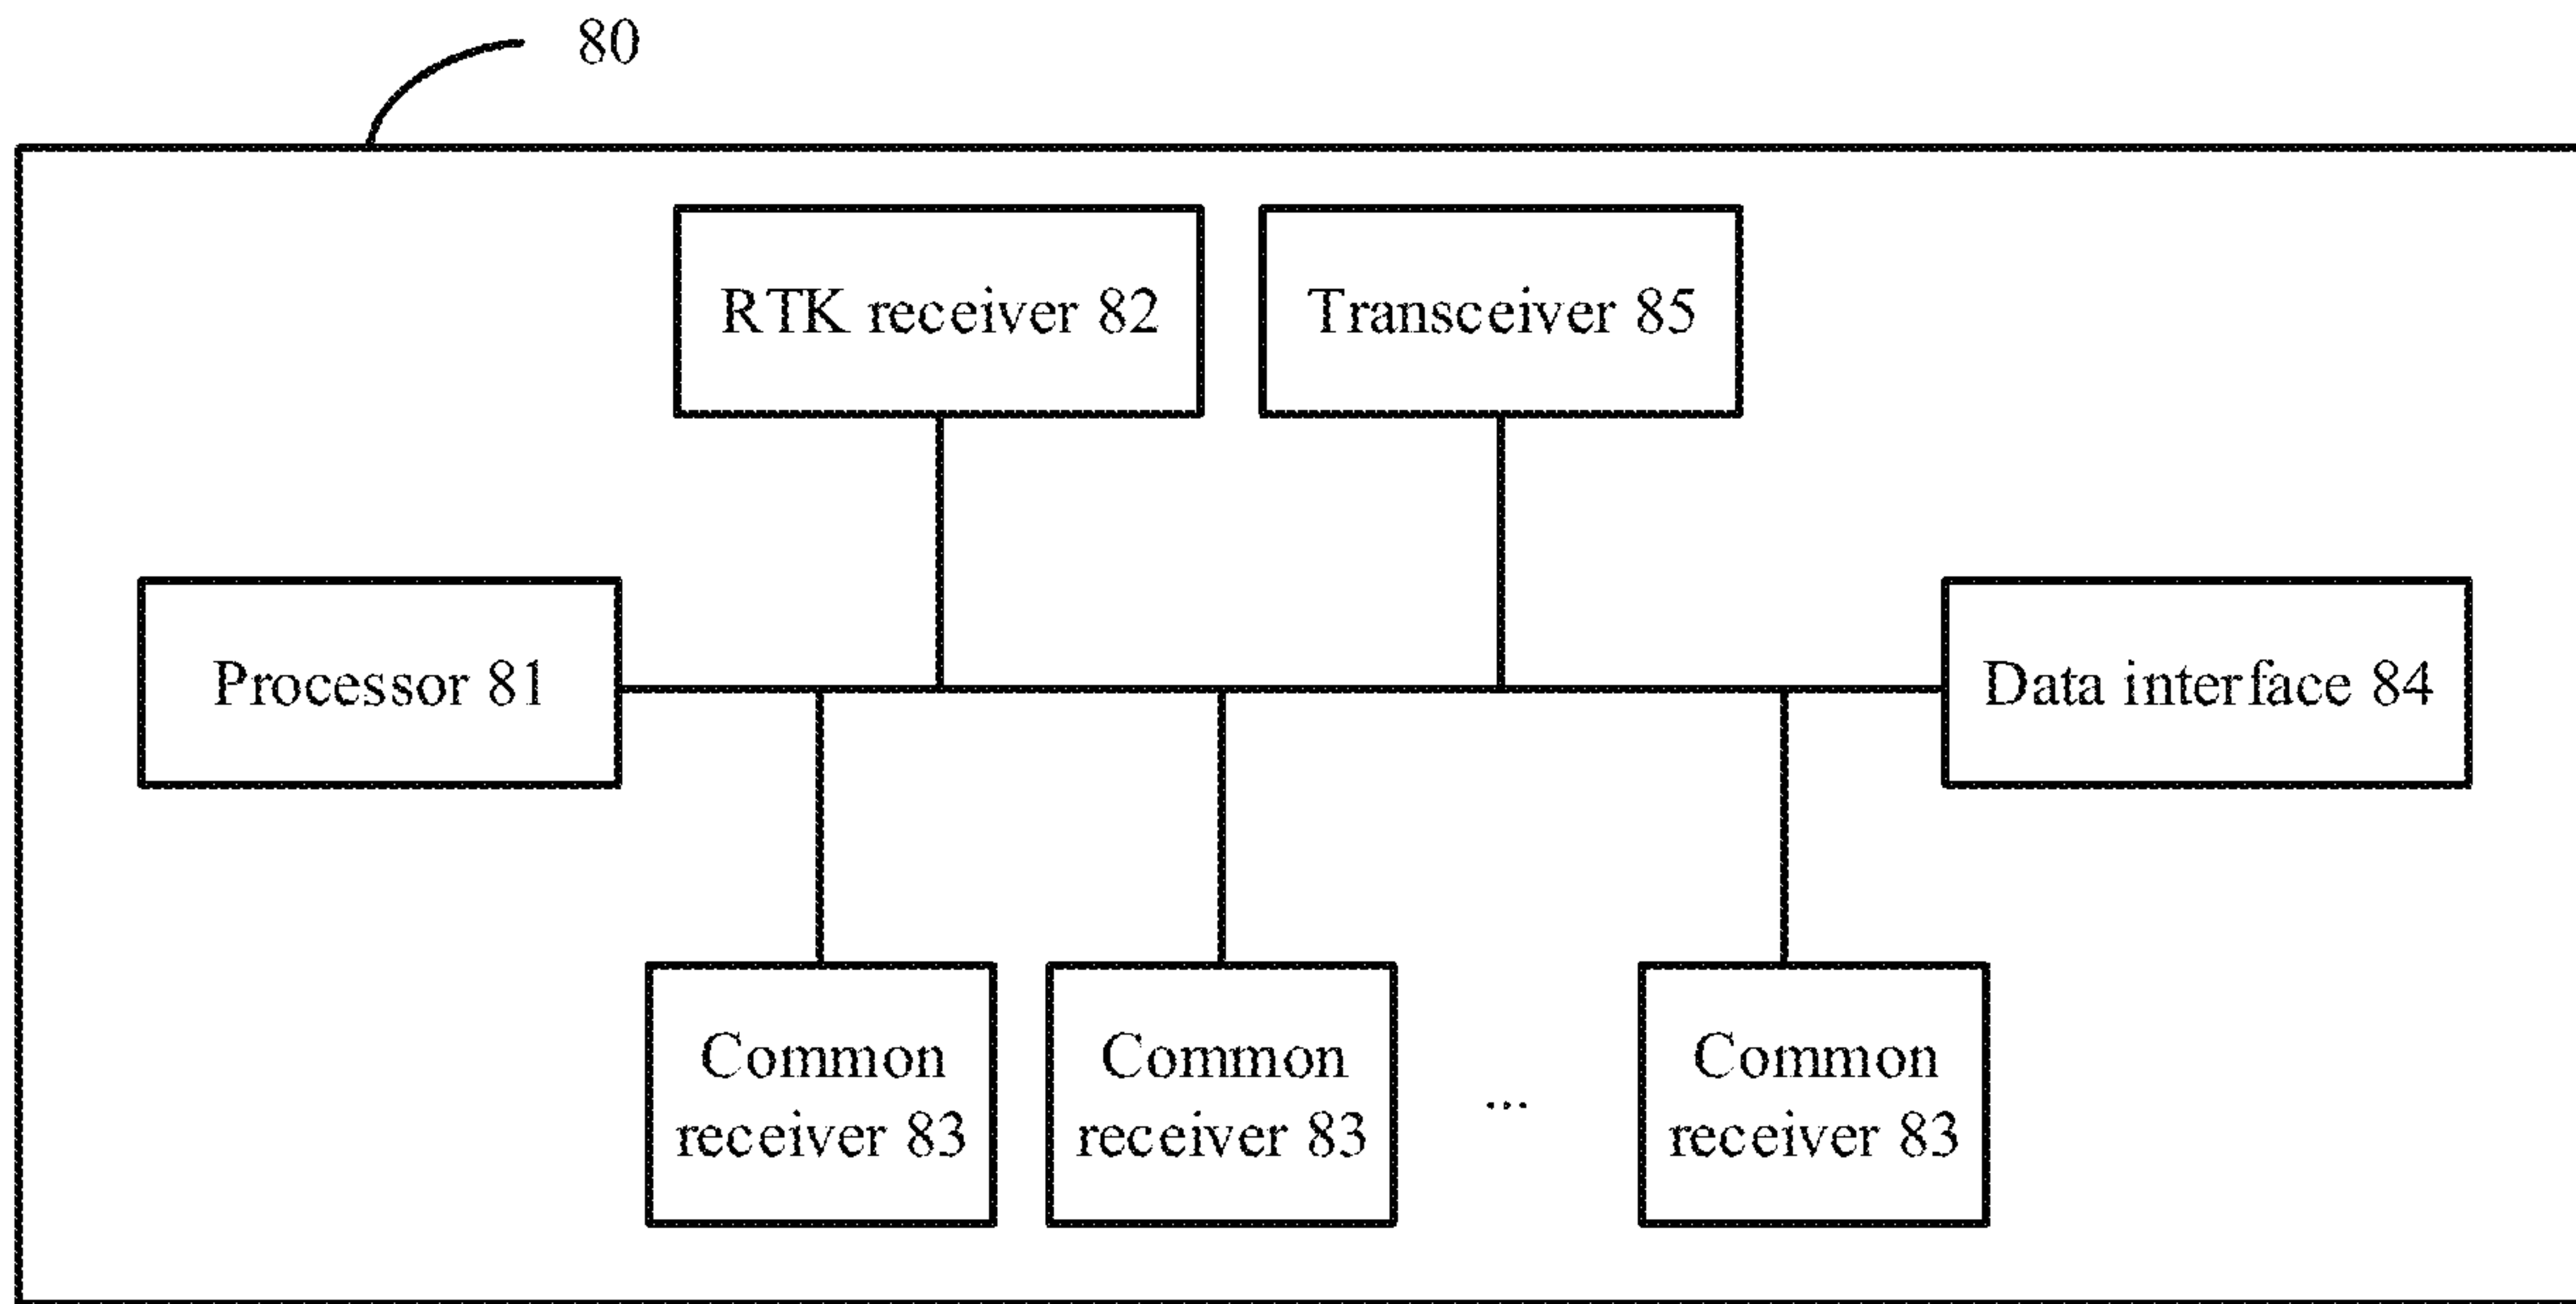 80
RTK receiver 82
Transceiver 85
Processor 81
Data interface 84
Common
receiver 83
Common
receiver 83
...
Common
receiver 83